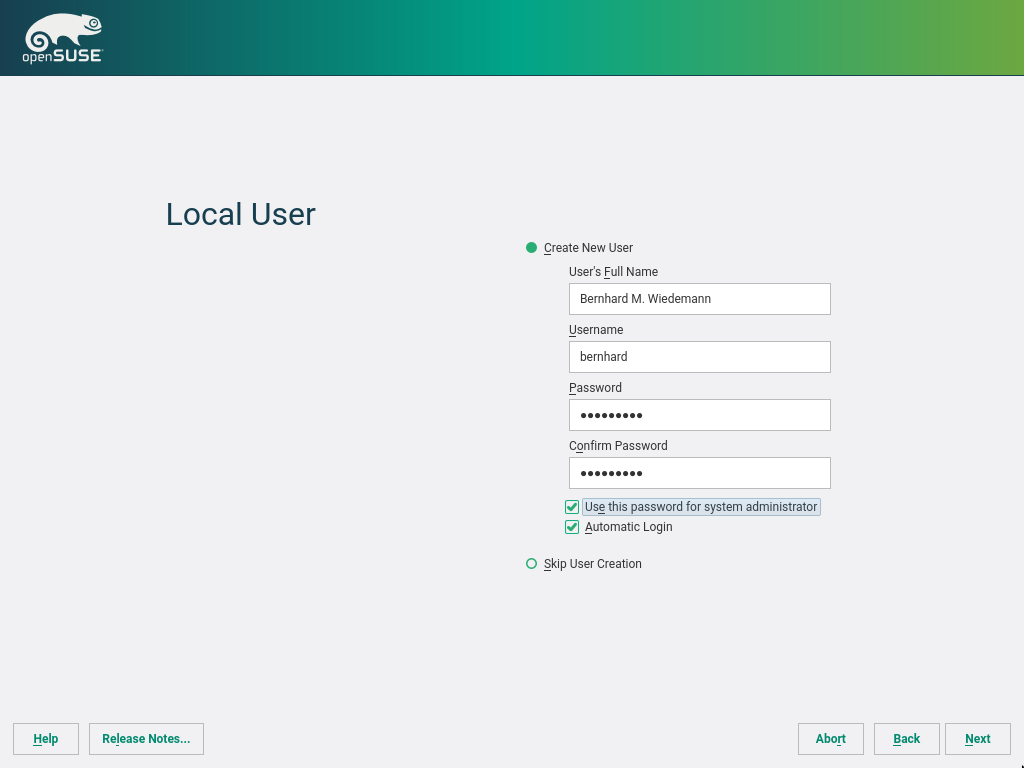 openSUSE
Local User
Create New User
User's Full Name
Bernhard M. Wiedemann
Username
bernhard
Password
●●●●●●●●●
Confirm Password
●●●●●●●●●
Use this password for system administrator
Automatic Login
Skip User Creation
Help Release Notes... Abort Back Next